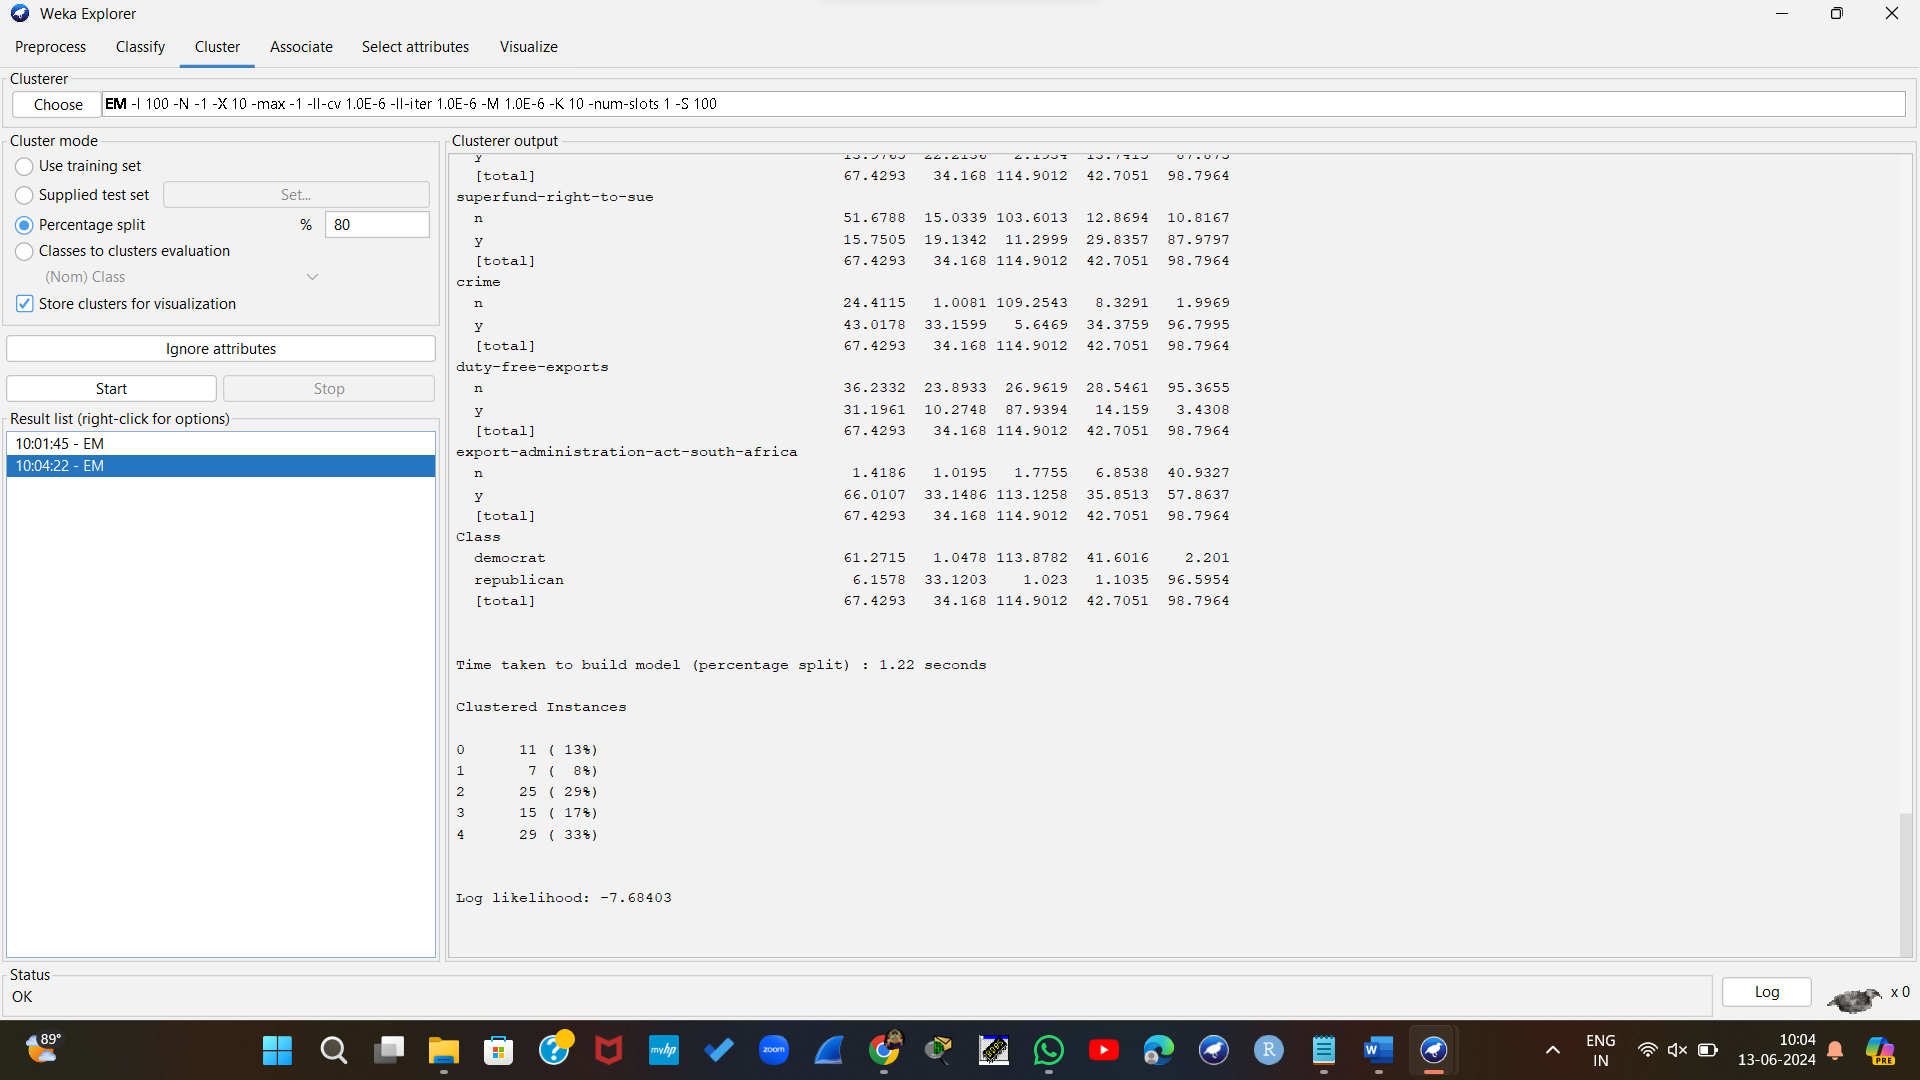 Weka Explorer
Preprocess Classify Cluster Associate Select attributes Visualize
Clusterer
Choose EM -I 100 -N -1 -X 10 -max -1 -ll-cv 1.0E-6 -ll-iter 1.0E-6 -M 1.0E-6 -K 10 -num-slots 1 -S 100
Cluster mode
Use training set
Supplied test set Set...
Percentage split % 80
Classes to clusters evaluation
(Nom) Class
Store clusters for visualization
Ignore attributes
Start Stop
Result list (right-click for options)
10:01:45 - EM
10:04:22 - EM
Clusterer output
[total] 67.4293 34.168 114.9012 42.7051 98.7964
superfund-right-to-sue
n 51.6788 15.0339 103.6013 12.8694 10.8167
y 15.7505 19.1342 11.2999 29.8357 87.9797
[total] 67.4293 34.168 114.9012 42.7051 98.7964
crime
n 24.4115 1.0081 109.2543 8.3291 1.9969
y 43.0178 33.1599 5.6469 34.3759 96.7995
[total] 67.4293 34.168 114.9012 42.7051 98.7964
duty-free-exports
n 36.2332 23.8933 26.9619 28.5461 95.3655
y 31.1961 10.2748 87.9394 14.159 3.4308
[total] 67.4293 34.168 114.9012 42.7051 98.7964
export-administration-act-south-africa
n 1.4186 1.0195 1.7755 6.8538 40.9327
y 66.0107 33.1486 113.1258 35.8513 57.8637
[total] 67.4293 34.168 114.9012 42.7051 98.7964
Class
democrat 61.2715 1.0478 113.8782 41.6016 2.201
republican 6.1578 33.1203 1.023 1.1035 96.5954
[total] 67.4293 34.168 114.9012 42.7051 98.7964
Time taken to build model (percentage split) : 1.22 seconds
Clustered Instances
0 11 ( 13%)
1 7 ( 8%)
2 25 ( 29%)
3 15 ( 17%)
4 29 ( 33%)
Log likelihood: -7.68403
Status
OK
Log x 0
89°
myhp
zoom
R
W
ENG
IN
10:04
13-06-2024
PRE